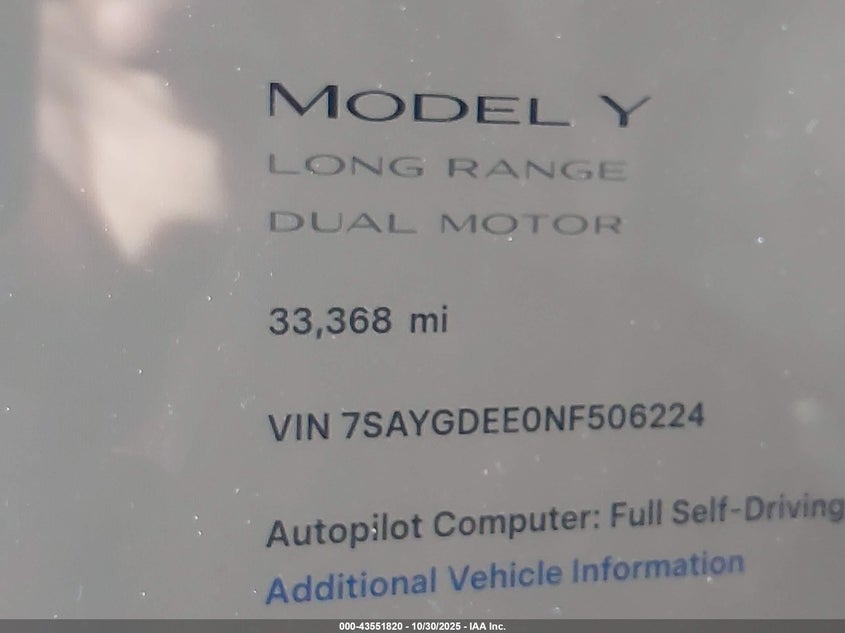 MODEL Y
LONG RANGE
DUAL MOTOR
33,368 mi
VIN 7SAYGDEE0NF506224
Autopilot Computer: Full Self-Driving
Additional Vehicle Information
000-43551820 - 10/30/2025 - IAA Inc.